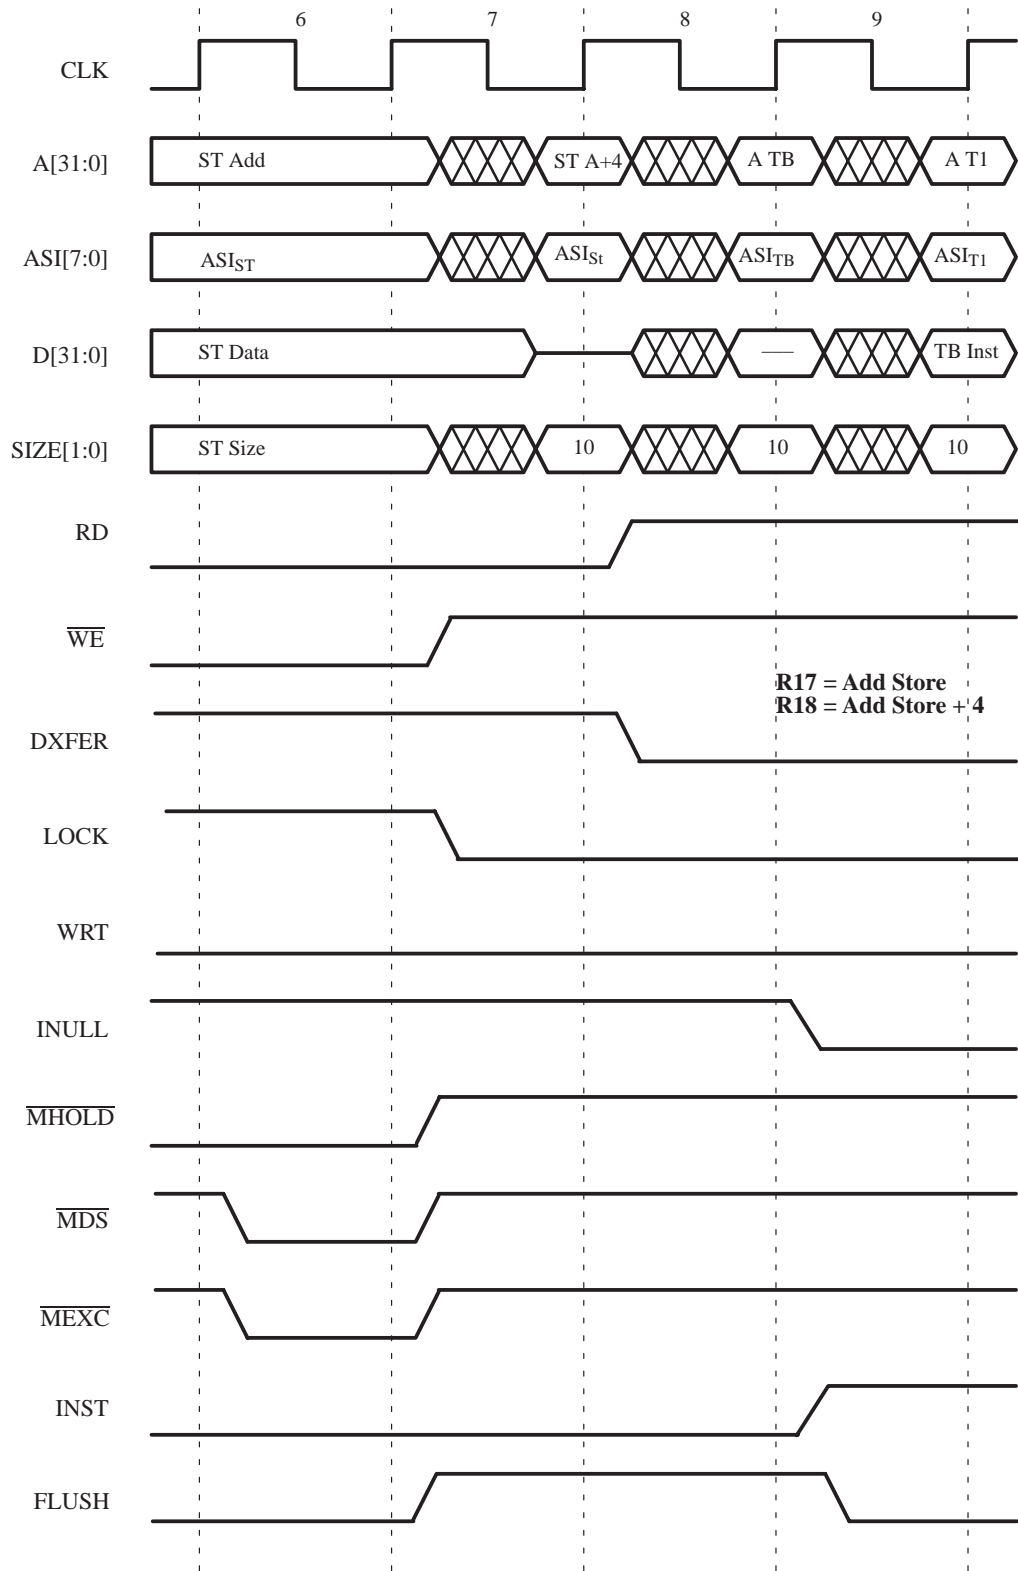 6 7 8 9
CLK
A[31:0] ST Add ST A+4 A TB A T1
ASI[7:0] ASIST ASISt ASITB ASIT1
D[31:0] ST Data — TB Inst
SIZE[1:0] ST Size 10 10 10
RD
WE
R17 = Add Store
R18 = Add Store + 4
DXFER
LOCK
WRT
INULL
MHOLD
MDS
MEXC
INST
FLUSH